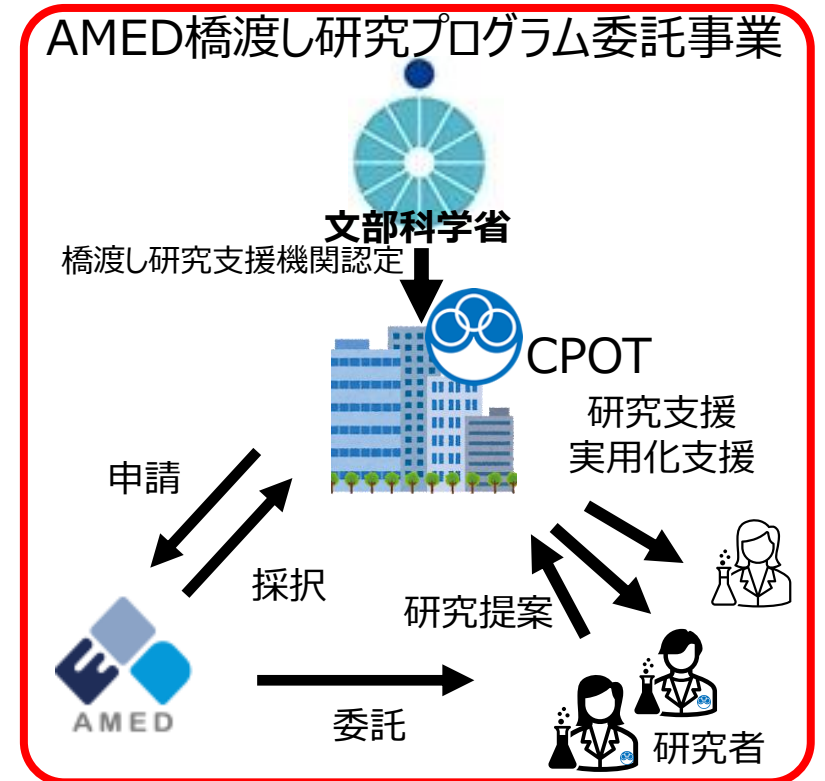 AMED橋渡し研究プログラム委託事業
文部科学省
橋渡し研究支援機関認定
CPOT
研究支援
実用化支援
申請
採択
研究提案
AMED
委託
研究者